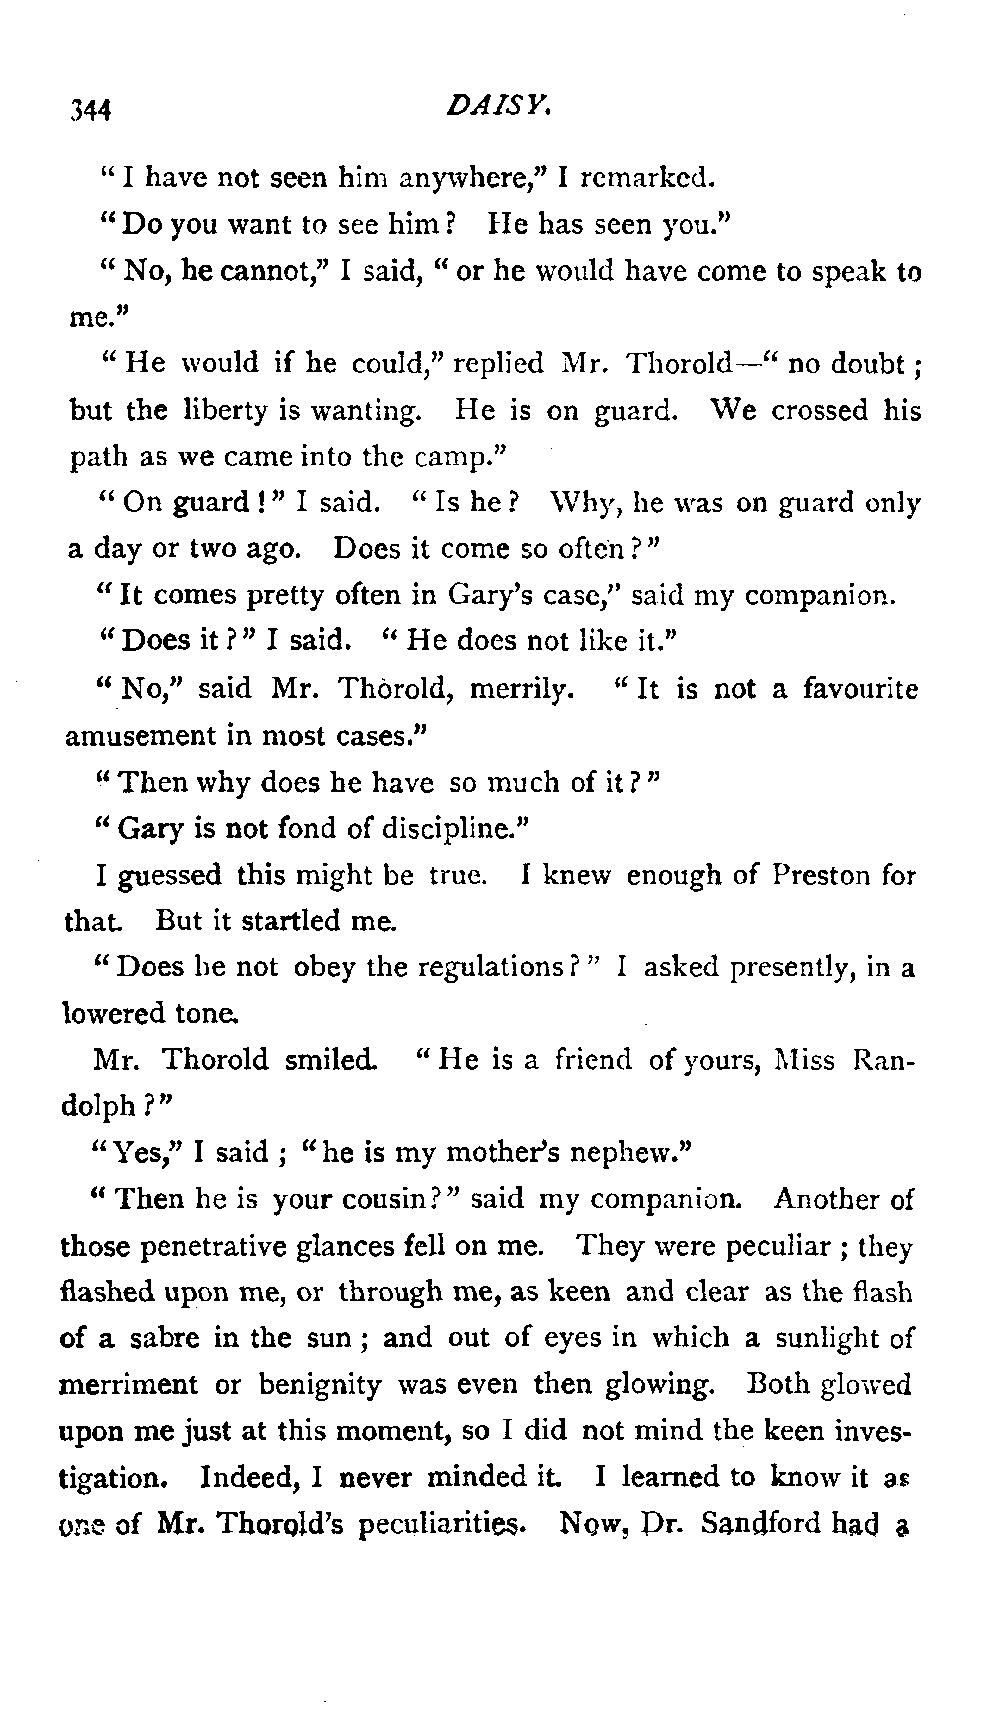 344 DAISY.
“ I have not seen him anywhere,” I remarked.
“ Do you want to see him ? He has seen you.”
“ No, he cannot,” I said, “ or he would have come to speak to
me.”
“ He would if he could,” replied Mr. Thorold—“ no doubt ;
but the liberty is wanting. He is on guard. We crossed his
path as we came into the camp.”
“ On guard ! ” I said. “ Is he ? Why, he was on guard only
a day or two ago. Does it come so often ? ”
“ It comes pretty often in Gary’s case,” said my companion.
“ Does it ? ” I said. “ He does not like it.”
“ No,” said Mr. Thorold, merrily. “ It is not a favourite
amusement in most cases.”
“ Then why does he have so much of it ? ”
“ Gary is not fond of discipline.”
I guessed this might be true. I knew enough of Preston for
that. But it startled me.
“ Does he not obey the regulations ? ” I asked presently, in a
lowered tone.
Mr. Thorold smiled. “ He is a friend of yours, Miss Ran-
dolph ?”
“ Yes,” I said ; “ he is my mother’s nephew.”
“ Then he is your cousin ? ” said my companion. Another of
those penetrative glances fell on me. They were peculiar ; they
flashed upon me, or through me, as keen and clear as the flash
of a sabre in the sun ; and out of eyes in which a sunlight of
merriment or benignity was even then glowing. Both glowed
upon me just at this moment, so I did not mind the keen inves-
tigation. Indeed, I never minded it. I learned to know it as
one of Mr. Thorold’s peculiarities. Now, Dr. Sandford had a